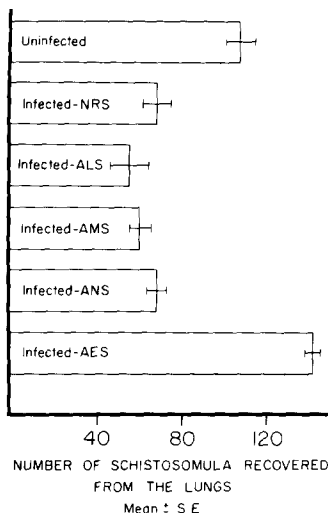 Uninfected
Infected-NRS
Infected-ALS
Infected-AMS
Infected-ANS
Infected-AES
40 80 120
NUMBER OF SCHISTOSOMULA RECOVERED
FROM THE LUNGS
Mean ± S E